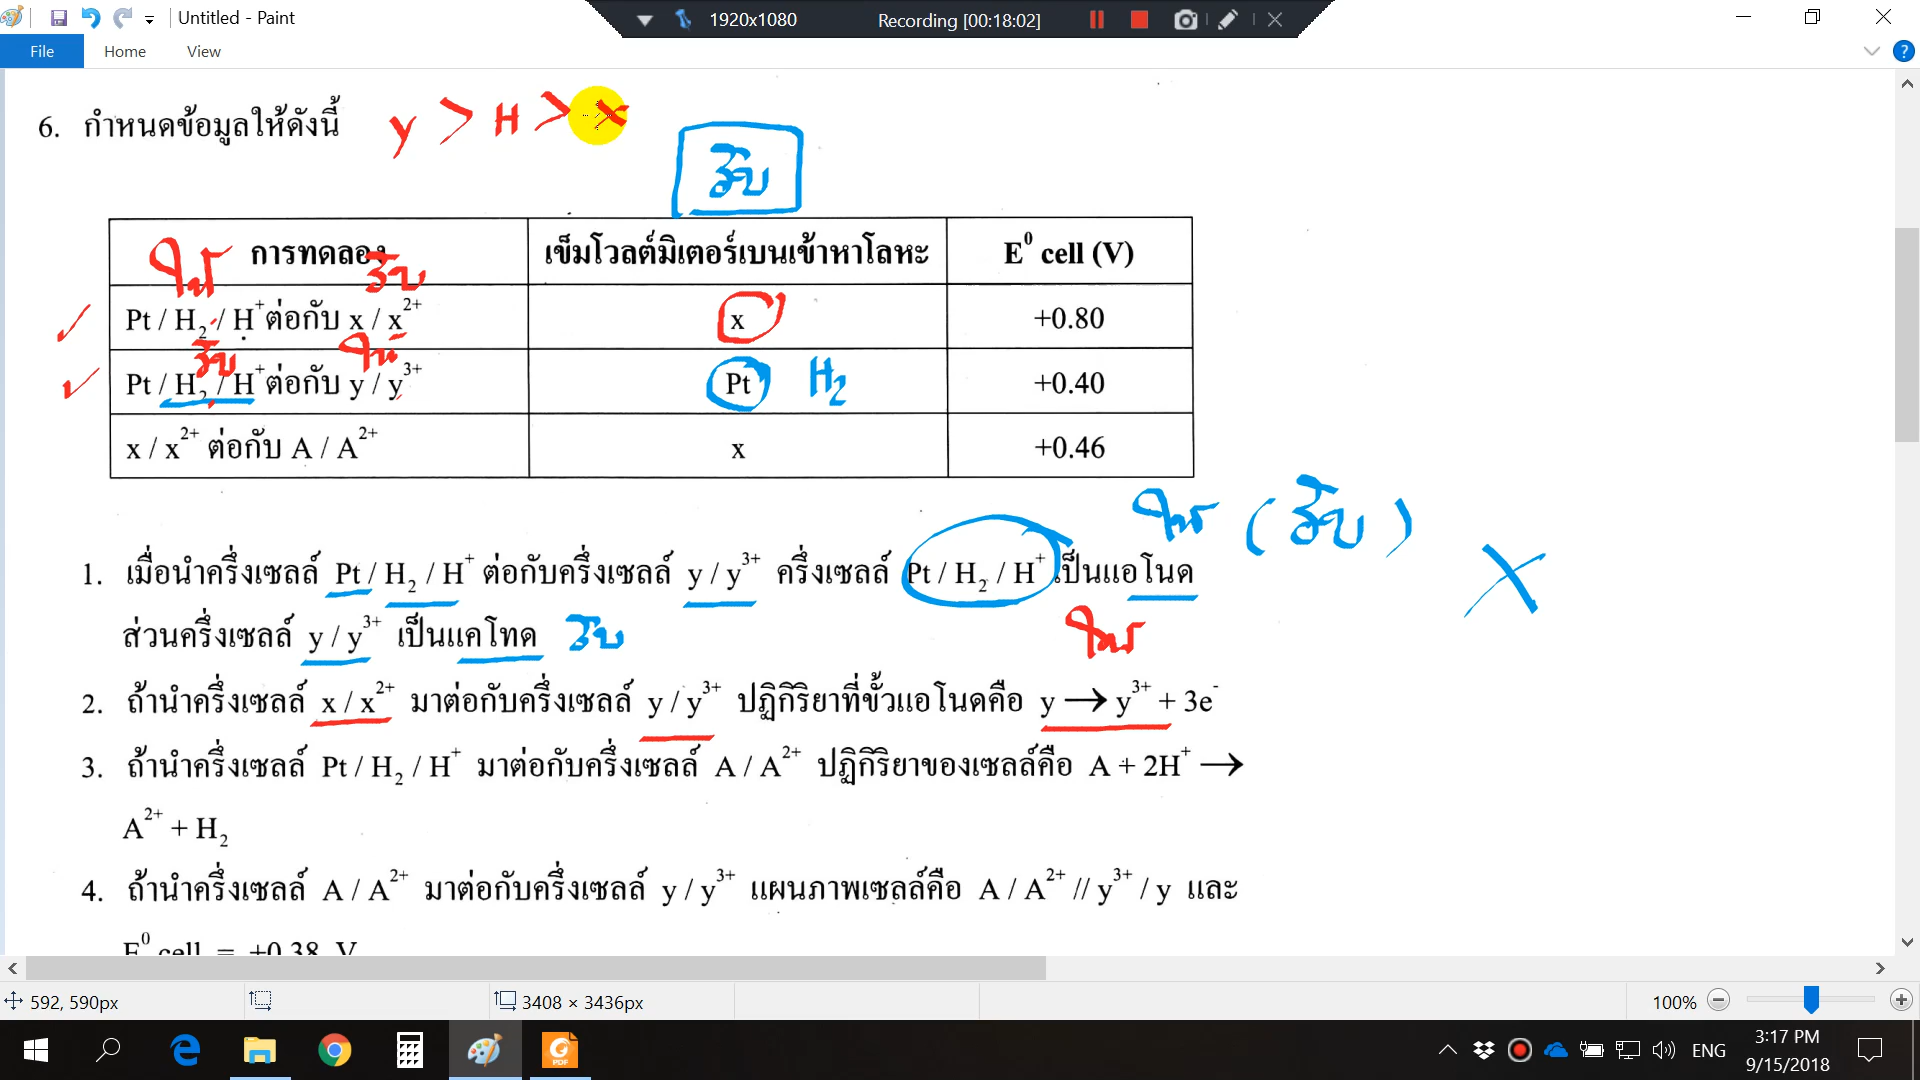 Untitled - Paint
1920x1080 Recording [00:18:02]
File Home View
6. กำหนดข้อมูลให้ดังนี้ y > H > x
รับ
ให้ รับ
การทดลอง เข็มโวลต์มิเตอร์เบนเข้าหาโลหะ E⁰ cell (V)
Pt / H₂ / H⁺ ต่อกับ x / x²⁺ x +0.80
รับ ให้
Pt / H₂ / H⁺ ต่อกับ y / y³⁺ Pt H₂ +0.40
x / x²⁺ ต่อกับ A / A²⁺ x +0.46
ให้ (รับ)
1. เมื่อนำครึ่งเซลล์ Pt / H₂ / H⁺ ต่อกับครึ่งเซลล์ y / y³⁺ ครึ่งเซลล์ Pt / H₂ / H⁺ เป็นแอโนด
ส่วนครึ่งเซลล์ y / y³⁺ เป็นแคโทด รับ ให้
2. ถ้านำครึ่งเซลล์ x / x²⁺ มาต่อกับครึ่งเซลล์ y / y³⁺ ปฏิกิริยาที่ขั้วแอโนดคือ y → y³⁺ + 3e⁻
3. ถ้านำครึ่งเซลล์ Pt / H₂ / H⁺ มาต่อกับครึ่งเซลล์ A / A²⁺ ปฏิกิริยาของเซลล์คือ A + 2H⁺ →
A²⁺ + H₂
4. ถ้านำครึ่งเซลล์ A / A²⁺ มาต่อกับครึ่งเซลล์ y / y³⁺ แผนภาพเซลล์คือ A / A²⁺ // y³⁺ / y และ
E⁰ cell = +0.38 V
592, 590px 3408 × 3436px 100%
PDF
ENG
3:17 PM
9/15/2018